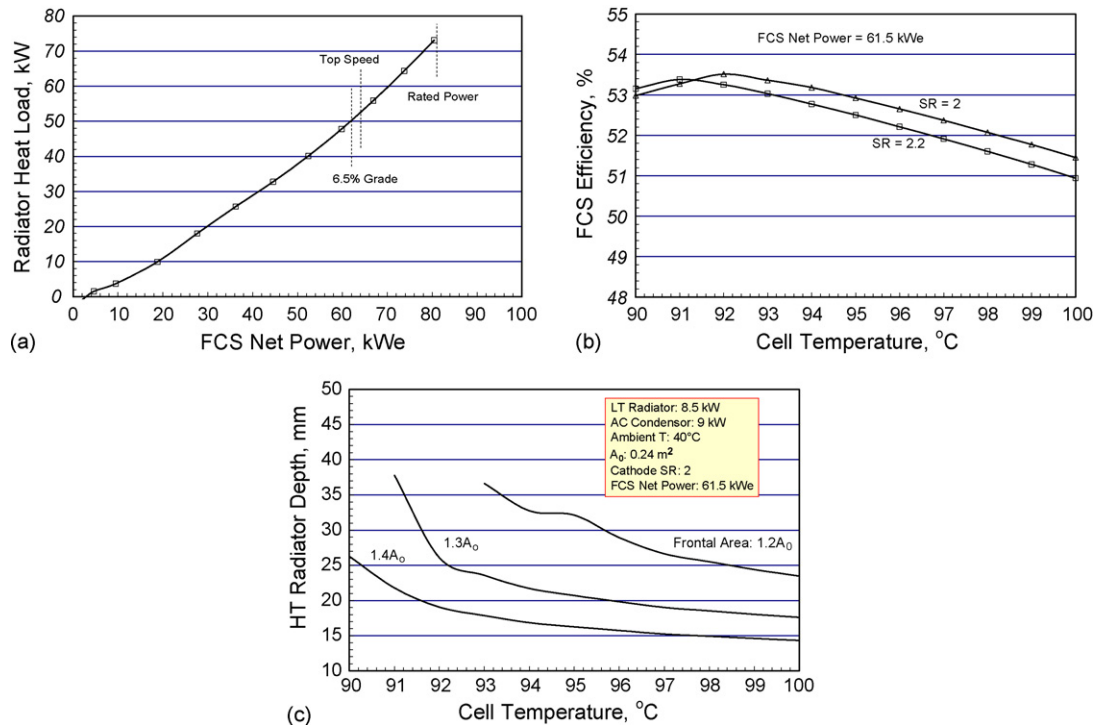 80
70
60
50
40
30
20
10
0
Radiator Heat Load, kW
Top Speed
Rated Power
6.5% Grade
0 10 20 30 40 50 60 70 80 90 100
FCS Net Power, kWe
(a)
55
54
53
52
51
50
49
48
FCS Efficiency, %
FCS Net Power = 61.5 kWe
SR = 2
SR = 2.2
90 91 92 93 94 95 96 97 98 99 100
Cell Temperature, °C
(b)
50
45
40
35
30
25
20
15
10
HT Radiator Depth, mm
LT Radiator: 8.5 kW
AC Condensor: 9 kW
Ambient T: 40°C
A₀: 0.24 m²
Cathode SR: 2
FCS Net Power: 61.5 kWe
1.3Aₒ
Frontal Area: 1.2A₀
1.4Aₒ
90 91 92 93 94 95 96 97 98 99 100
Cell Temperature, °C
(c)